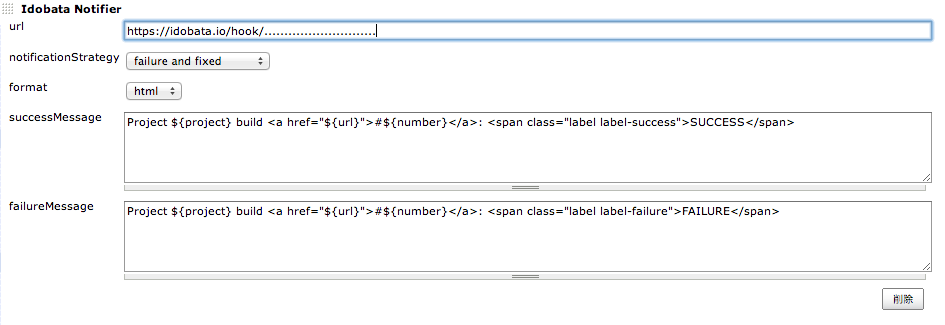 Idobata Notifier
url
https://idobata.io/hook/............................
notificationStrategy
failure and fixed
format
html
successMessage
Project ${project} build <a href="${url}">#${number}</a>: <span class="label label-success">SUCCESS</span>
failureMessage
Project ${project} build <a href="${url}">#${number}</a>: <span class="label label-failure">FAILURE</span>
削除